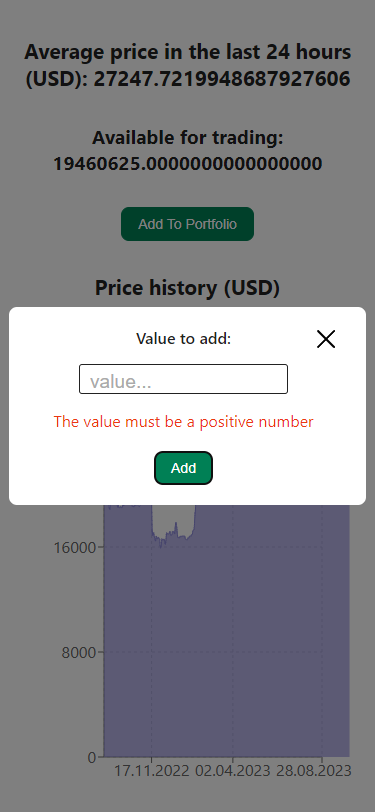 Average price in the last 24 hours
(USD): 27247.7219948687927606
Available for trading:
19460625.0000000000000000
Add To Portfolio
Price history (USD)
Value to add:
value...
The value must be a positive number
Add
16000
8000
0
17.11.2022 02.04.2023 28.08.2023